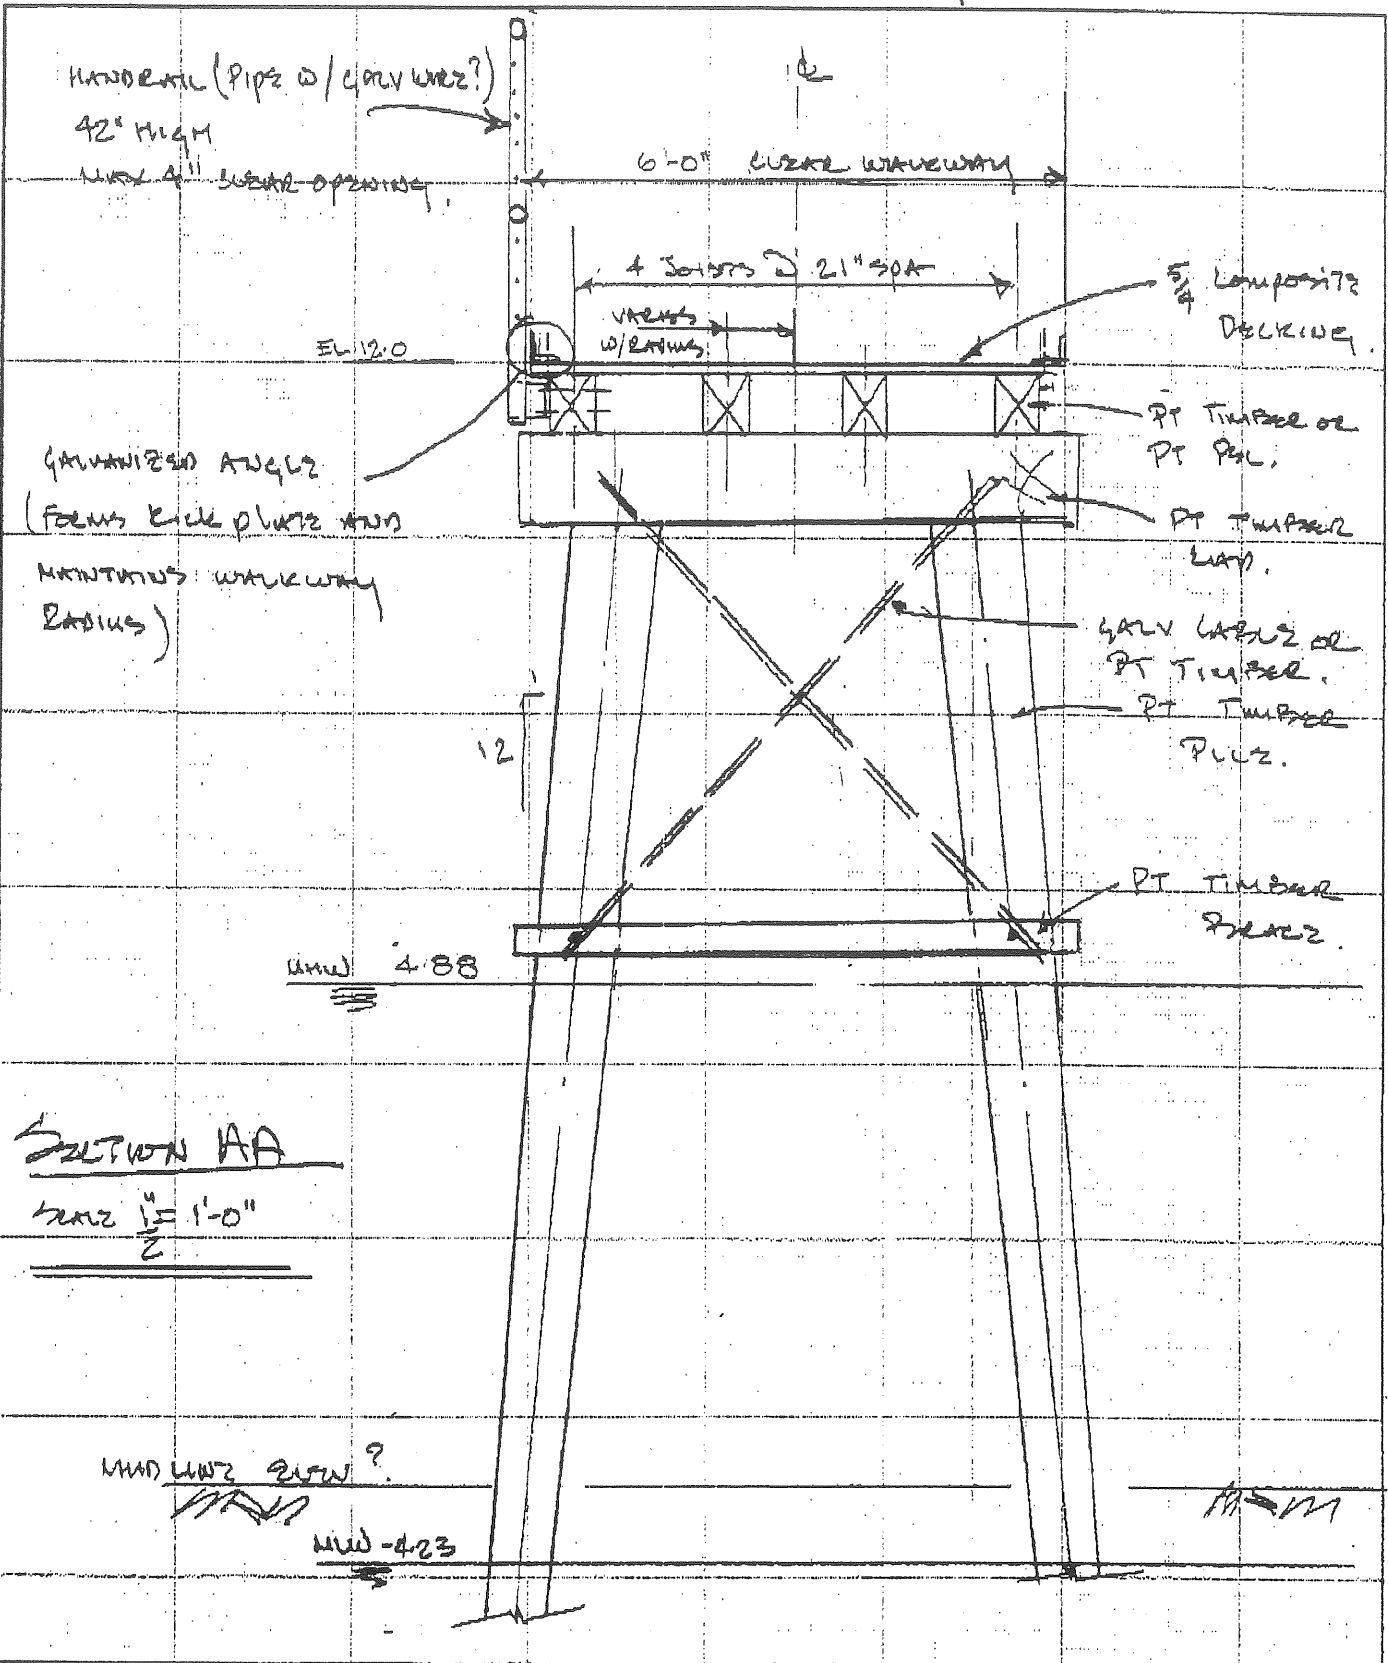 HANDRAIL (PIPE W/ GALV WIRE?)
42" HIGH
MAX 4" CLEAR OPENING.
℄
6'-0" CLEAR WALKWAY
4 JOISTS @ 21" SPA
VARIES
W/RADIUS
5/4 COMPOSITE
DECKING.
EL 12.0
PT TIMBER OR
PT PSL.
GALVANIZED ANGLE
(FORMS KICK PLATE AND
MAINTAINS WALKWAY
RADIUS)
PT TIMBER
CAP.
GALV CABLE OR
PT TIMBER.
PT TIMBER
PILE.
1
12
PT TIMBER
BRACE.
MHW 4.88
SECTION AA
SCALE 1/2" = 1'-0"
MUD LINE ELEV ?
MLW -4.23